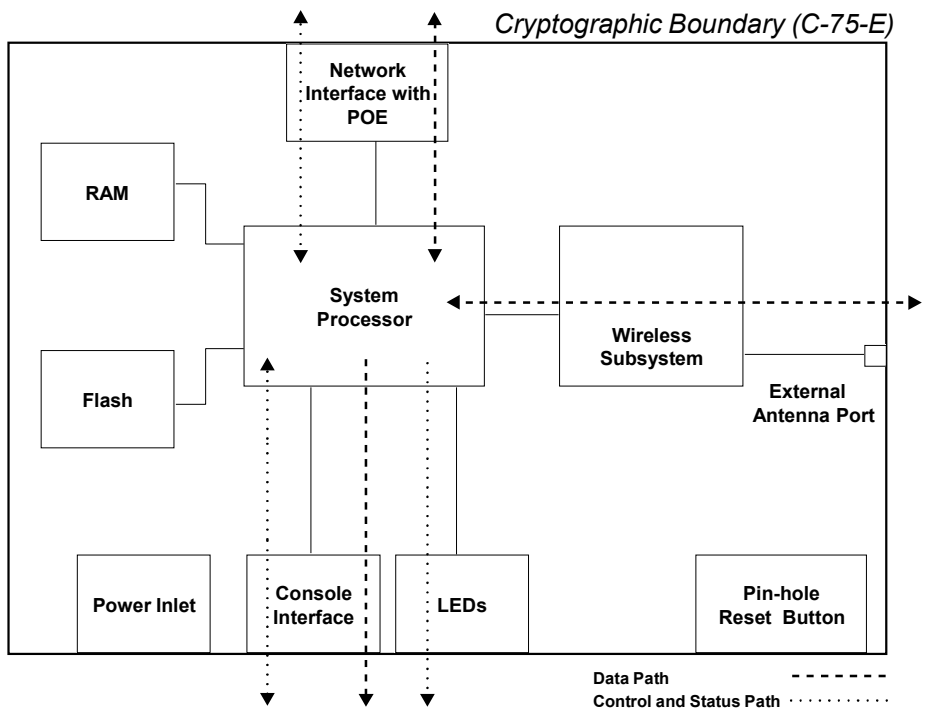 Cryptographic Boundary (C-75-E)
Network
Interface with
POE
RAM
System
Processor
Wireless
Subsystem
Flash
External
Antenna Port
Power Inlet
Console
Interface
LEDs
Pin-hole
Reset Button
Data Path
Control and Status Path